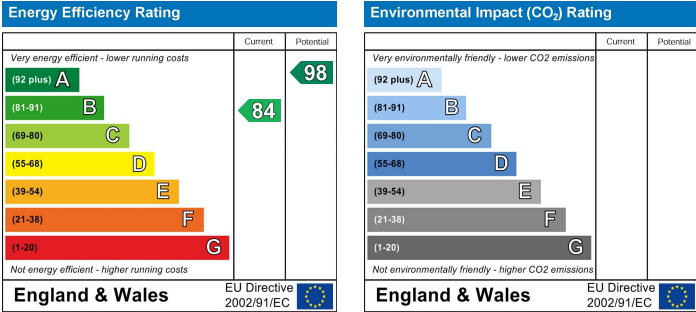 Energy Efficiency Rating
Current Potential
Very energy efficient - lower running costs
(92 plus) A
(81-91) B
(69-80) C
(55-68) D
(39-54) E
(21-38) F
(1-20) G
98
84
Not energy efficient - higher running costs
England & Wales
EU Directive
2002/91/EC
Environmental Impact (CO₂) Rating
Current Potential
Very environmentally friendly - lower CO2 emissions
(92 plus) A
(81-91) B
(69-80) C
(55-68) D
(39-54) E
(21-38) F
(1-20) G
Not environmentally friendly - higher CO2 emissions
England & Wales
EU Directive
2002/91/EC